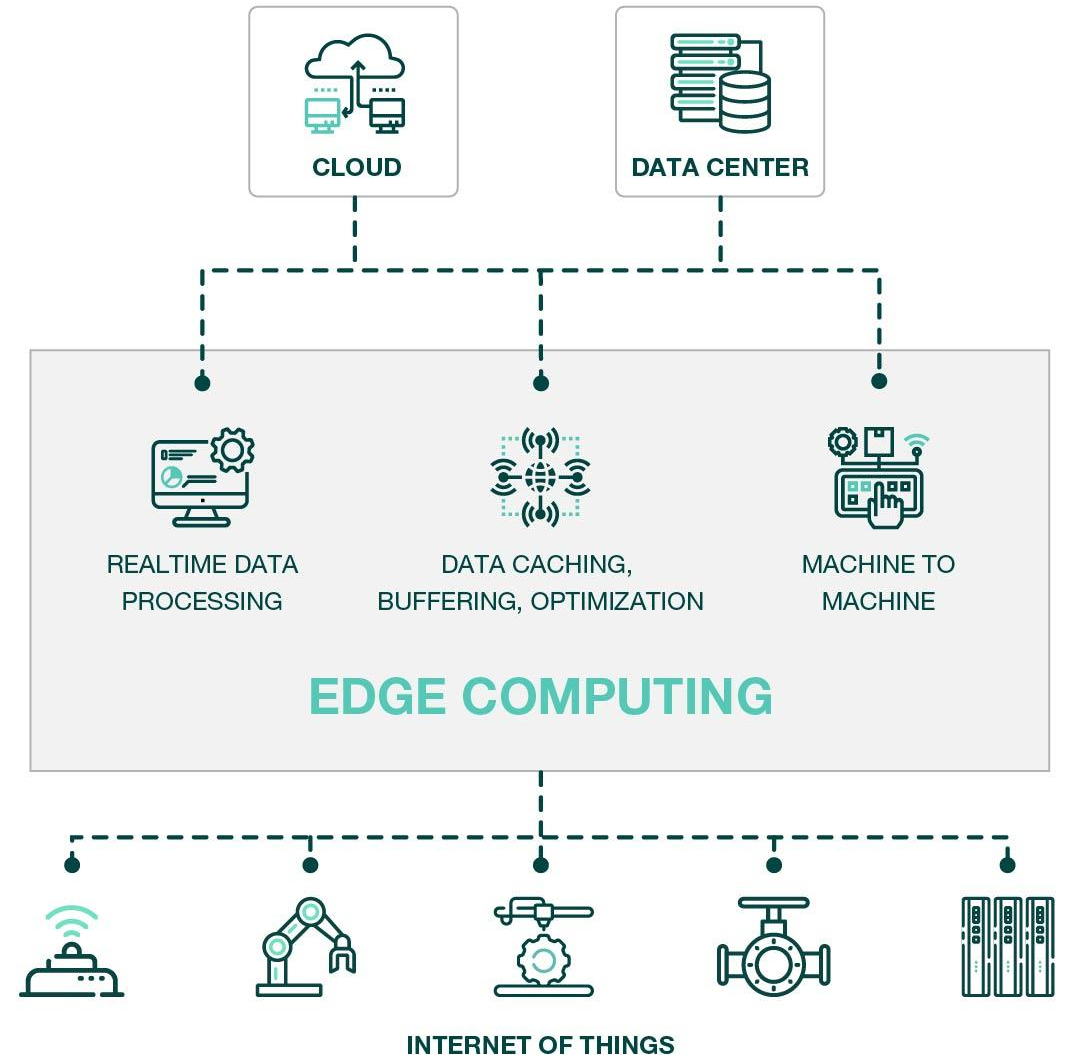 CLOUD
DATA CENTER
REALTIME DATA
PROCESSING
DATA CACHING,
BUFFERING, OPTIMIZATION
MACHINE TO
MACHINE
EDGE COMPUTING
INTERNET OF THINGS